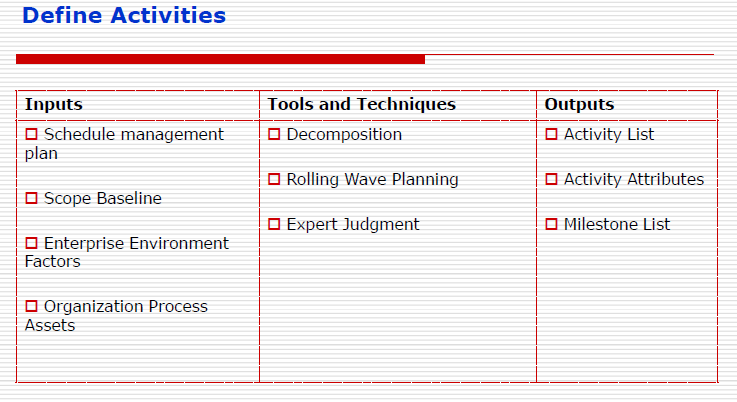 Define Activities
Inputs
Tools and Techniques
Outputs
Schedule management
plan
Scope Baseline
Enterprise Environment
Factors
Organization Process
Assets
Decomposition
Rolling Wave Planning
Expert Judgment
Activity List
Activity Attributes
Milestone List